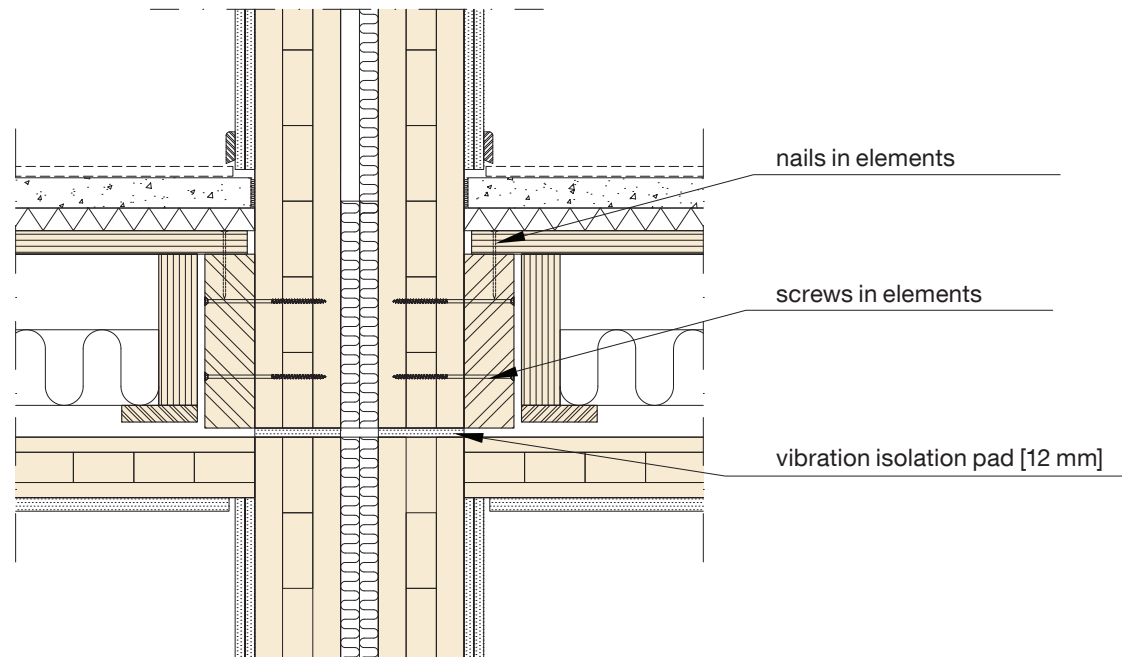 nails in elements
screws in elements
vibration isolation pad [12 mm]